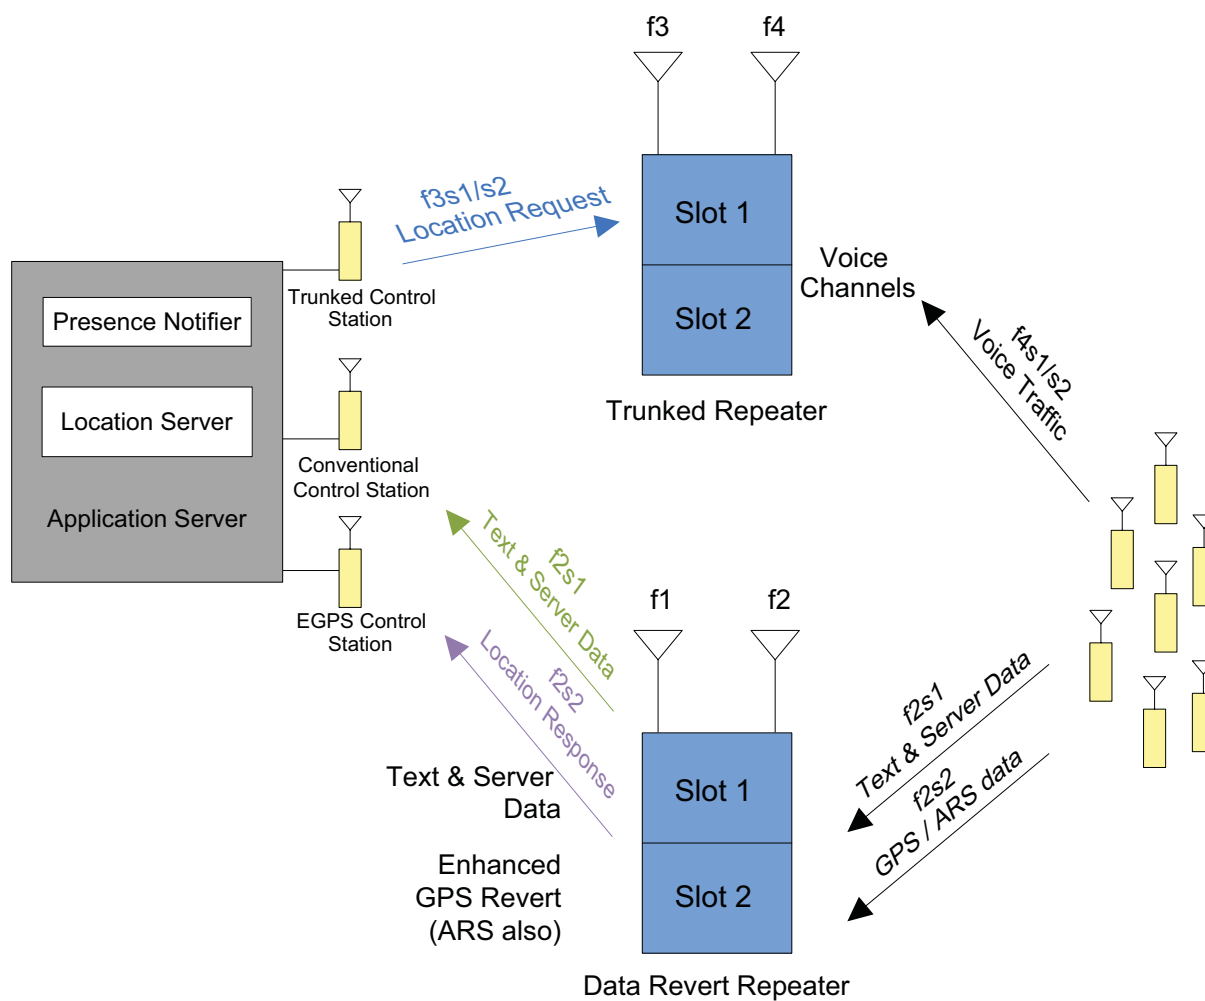 f3
f4
f3s1/s2
Location Request
Slot 1
Slot 2
Trunked Repeater
Voice
Channels
f4s1/s2
Voice Traffic
Trunked Control
Station
Presence Notifier
Location Server
Application Server
Conventional
Control Station
EGPS Control
Station
f2s1
Text & Server Data
f2s2
Location Response
f1
f2
Text & Server
Data
Slot 1
Enhanced
GPS Revert
(ARS also)
Slot 2
Data Revert Repeater
f2s1
Text & Server Data
f2s2
GPS / ARS data